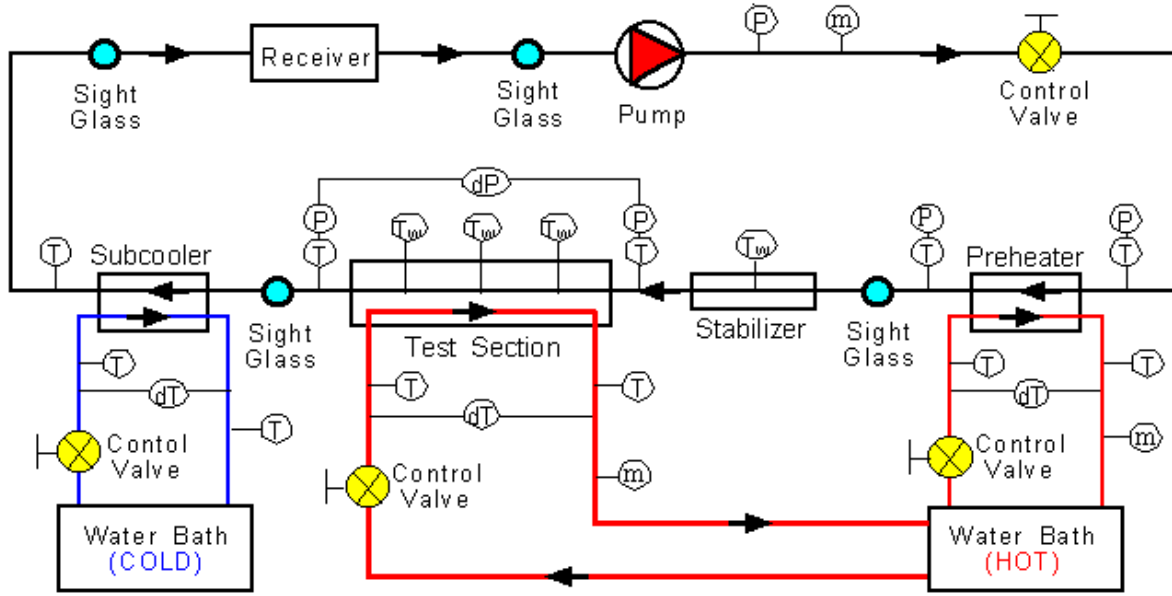 P
m
Receiver
Sight
Glass
Sight
Glass
Pump
Control
Valve
dP
P
P
P
P
T
Subcooler
T
Tw
Tw
Tw
T
Tw
T
Preheater
T
Sight
Glass
Test Section
Stabilizer
Sight
Glass
T
T
T
T
T
dT
dT
dT
T
m
Contol
Valve
Control
Valve
m
Control
Valve
Water Bath
(COLD)
Water Bath
(HOT)